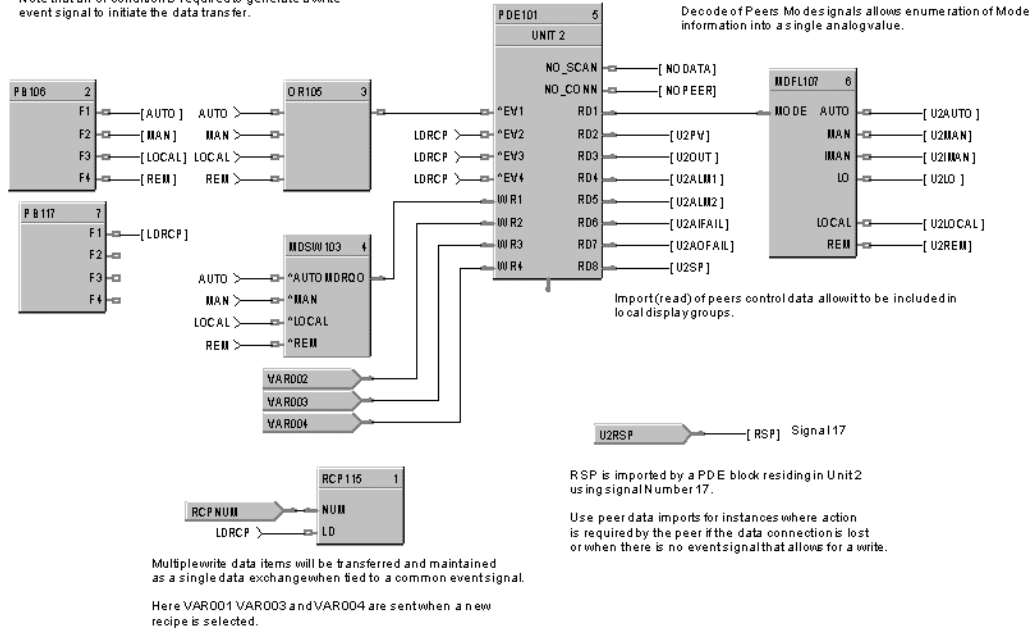 Note that an or condition is required to generate a write
event signal to initiate the data transfer.
Decode of Peers Mode signals allows enumeration of Mode
information into a single analog value.
PB106 2
F1 [AUTO]
F2 [MAN]
F3 [LOCAL]
F4 [REM]
OR105 3
AUTO
MAN
LOCAL
REM
PDE101 5
UNIT 2
NO_SCAN [NODATA]
NO_CONN [NOPEER]
^EV1 RD1
LDRCP ^EV2 RD2 [U2PV]
LDRCP ^EV3 RD3 [U2OUT]
LDRCP ^EV4 RD4 [U2ALM1]
WR1 RD5 [U2ALM2]
WR2 RD6 [U2AIFAIL]
WR3 RD7 [U2AOFAIL]
WR4 RD8 [U2SP]
MDFL107 6
MODE AUTO [U2AUTO]
MAN [U2MAN]
IMAN [U2IMAN]
LO [U2LO]
LOCAL [U2LOCAL]
REM [U2REM]
PB117 7
F1 [LDRCP]
F2
F3
F4
MDSW103 4
AUTO ^AUTO MDRQO
MAN ^MAN
LOCAL ^LOCAL
REM ^REM
Import (read) of peers control data allow it to be included in
local display groups.
VAR002
VAR003
VAR004
U2RSP [RSP] Signal 17
RSP is imported by a PDE block residing in Unit 2
using signal Number 17.
Use peer data imports for instances where action
is required by the peer if the data connection is lost
or when there is no event signal that allows for a write.
RCP115 1
RCPNUM NUM
LDRCP LD
Multiple write data items will be transferred and maintained
as a single data exchange when tied to a common event signal.
Here VAR001 VAR003 and VAR004 are sent when a new
recipe is selected.